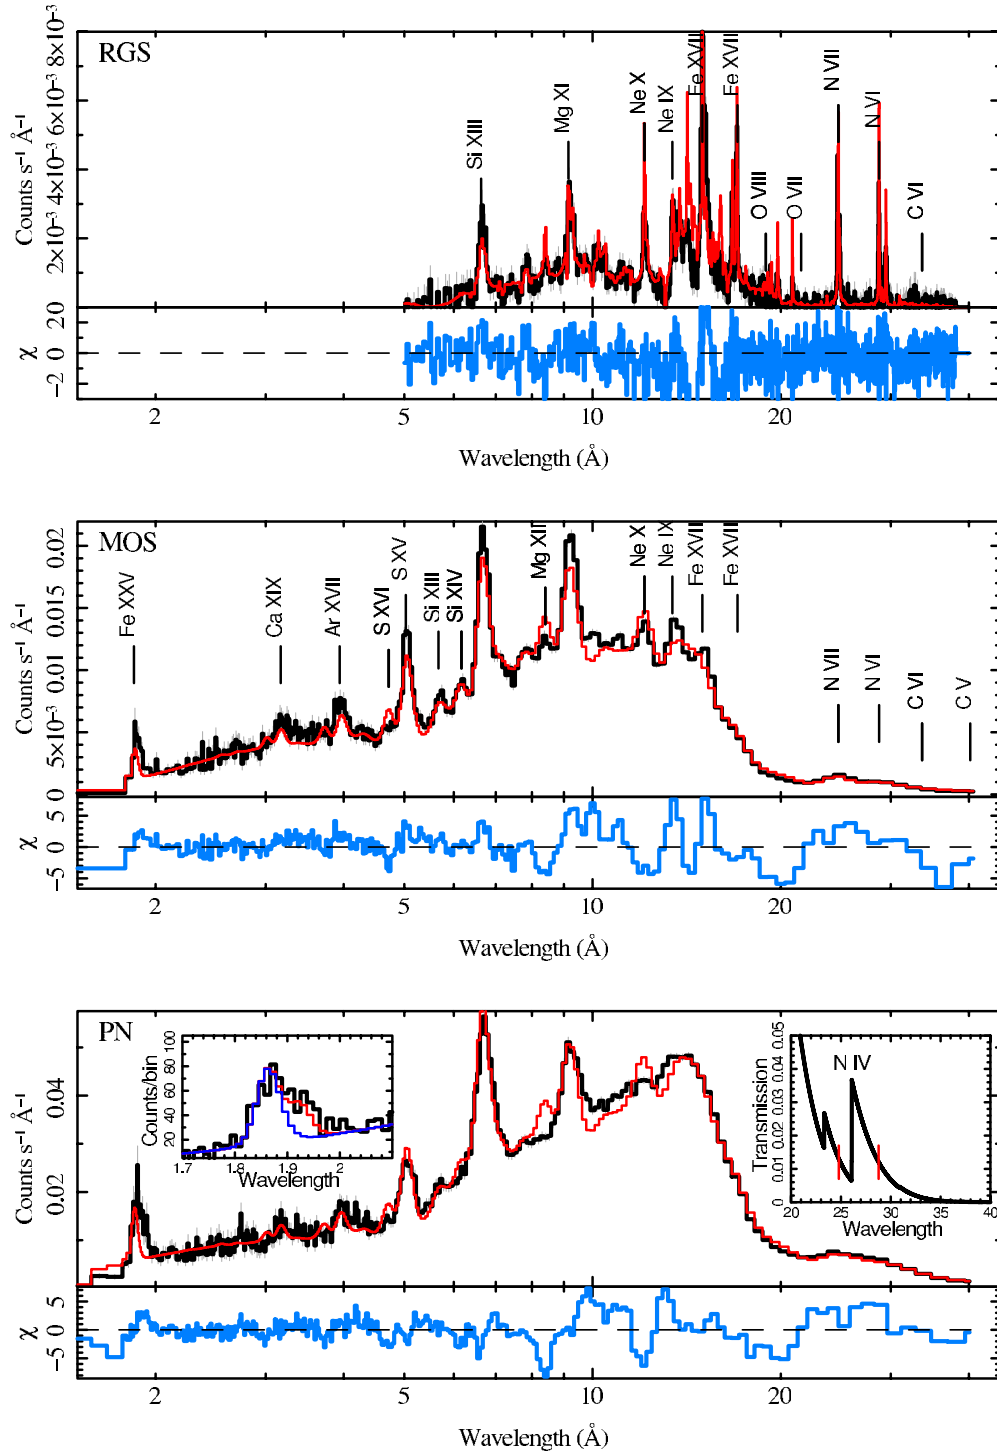 RGS
Counts s⁻¹ Å⁻¹
0
2×10⁻³
4×10⁻³
6×10⁻³
8×10⁻³
Si XIII
Mg XI
Ne X
Ne IX
Fe XVII
Fe XVII
O VIII
O VII
N VII
N VI
C VI
χ
2
0
−2
2
5
10
20
Wavelength (Å)
MOS
Counts s⁻¹ Å⁻¹
0
5×10⁻³
0.01
0.015
0.02
Fe XXV
Ca XIX
Ar XVII
S XVI
S XV
Si XIII
Si XIV
Mg XII
Ne X
Ne IX
Fe XVII
Fe XVII
N VII
N VI
C VI
C V
χ
5
0
−5
2
5
10
20
Wavelength (Å)
PN
Counts s⁻¹ Å⁻¹
0.02
0.04
Counts/bin
20
40
60
80
100
1.7
1.8
1.9
2
Wavelength
N IV
Transmission
0
0.01
0.02
0.03
0.04
0.05
20
25
30
35
40
Wavelength
χ
5
0
−5
2
5
10
20
Wavelength (Å)